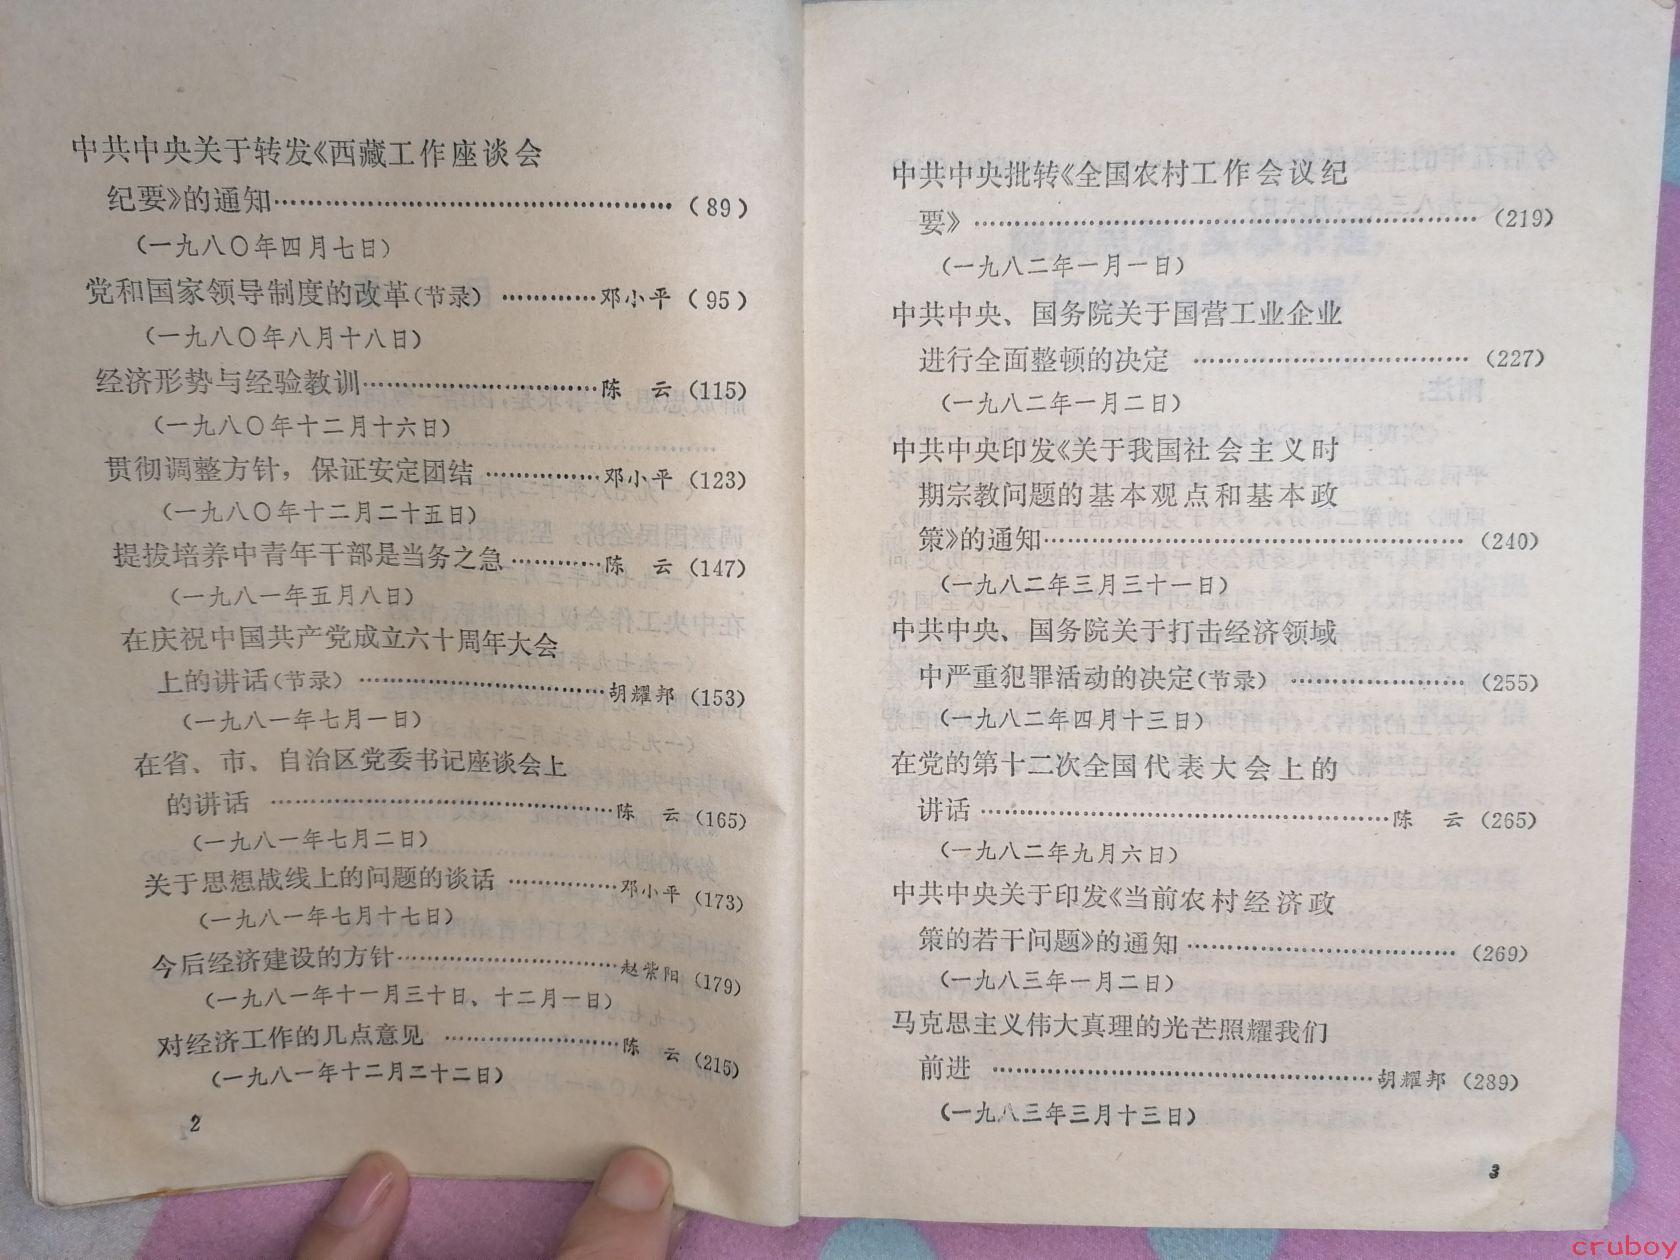 中共中央关于转发《西藏工作座谈会
纪要》的通知……………………………………(89)
(一九八〇年四月七日)
党和国家领导制度的改革(节录)…………邓小平(95)
(一九八〇年八月十八日)
经济形势与经验教训………………………陈　云(115)
(一九八〇年十二月十六日)
贯彻调整方针，保证安定团结…………邓小平(123)
(一九八〇年十二月二十五日)
提拔培养中青年干部是当务之急…………陈　云(147)
(一九八一年五月八日)
在庆祝中国共产党成立六十周年大会
上的讲话(节录)………………………胡耀邦(153)
(一九八一年七月一日)
在省、市、自治区党委书记座谈会上
的讲话………………………………陈　云(165)
(一九八一年七月二日)
关于思想战线上的问题的谈话…………邓小平(173)
(一九八一年七月十七日)
今后经济建设的方针………………………赵紫阳(179)
(一九八一年十一月三十日、十二月一日)
对经济工作的几点意见…………………陈　云(215)
(一九八一年十二月二十二日)
2
中共中央批转《全国农村工作会议纪
要》………………………………………………(219)
(一九八二年一月一日)
中共中央、国务院关于国营工业企业
进行全面整顿的决定……………………………(227)
(一九八二年一月二日)
中共中央印发《关于我国社会主义时
期宗教问题的基本观点和基本政
策》的通知………………………………………(240)
(一九八二年三月三十一日)
中共中央、国务院关于打击经济领域
中严重犯罪活动的决定(节录)…………………(255)
(一九八二年四月十三日)
在党的第十二次全国代表大会上的
讲话………………………………………陈　云(265)
(一九八二年九月六日)
中共中央关于印发《当前农村经济政
策的若干问题》的通知…………………………(269)
(一九八三年一月二日)
马克思主义伟大真理的光芒照耀我们
前进………………………………………胡耀邦(289)
(一九八三年三月十三日)
3
cruboy